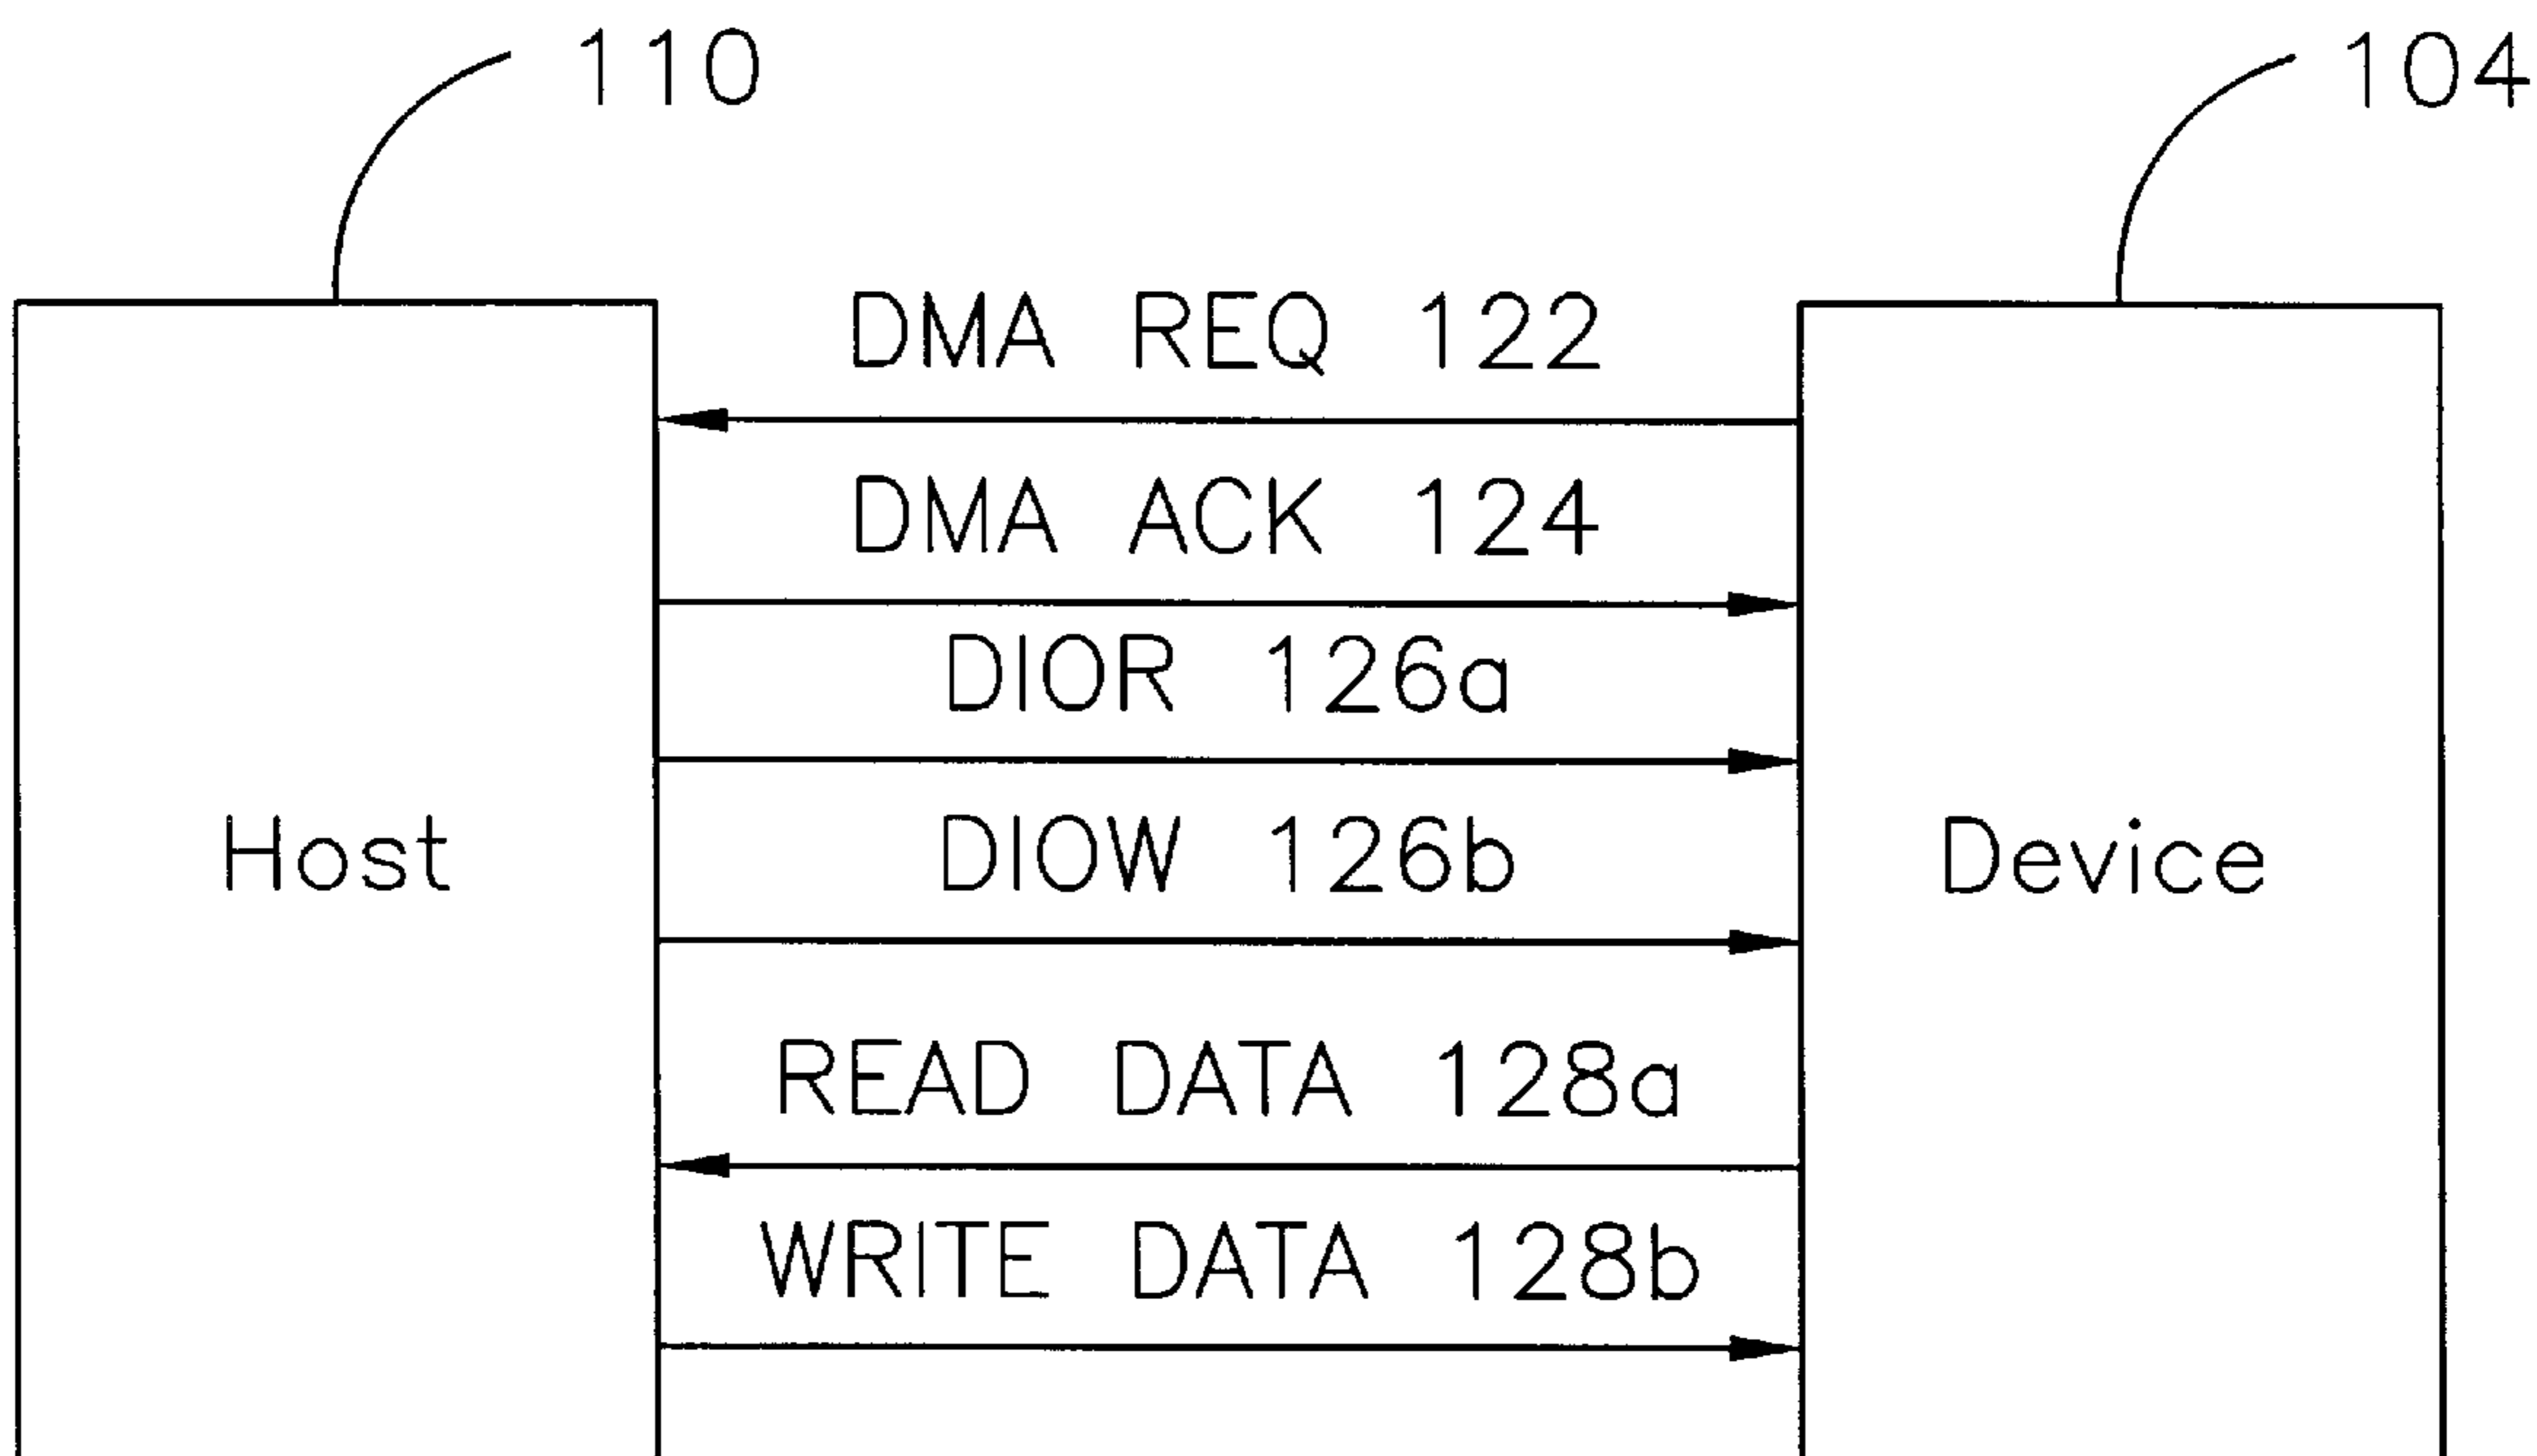 110
104
DMA REQ 122
DMA ACK 124
DIOR 126a
DIOW 126b
Host
Device
READ DATA 128a
WRITE DATA 128b